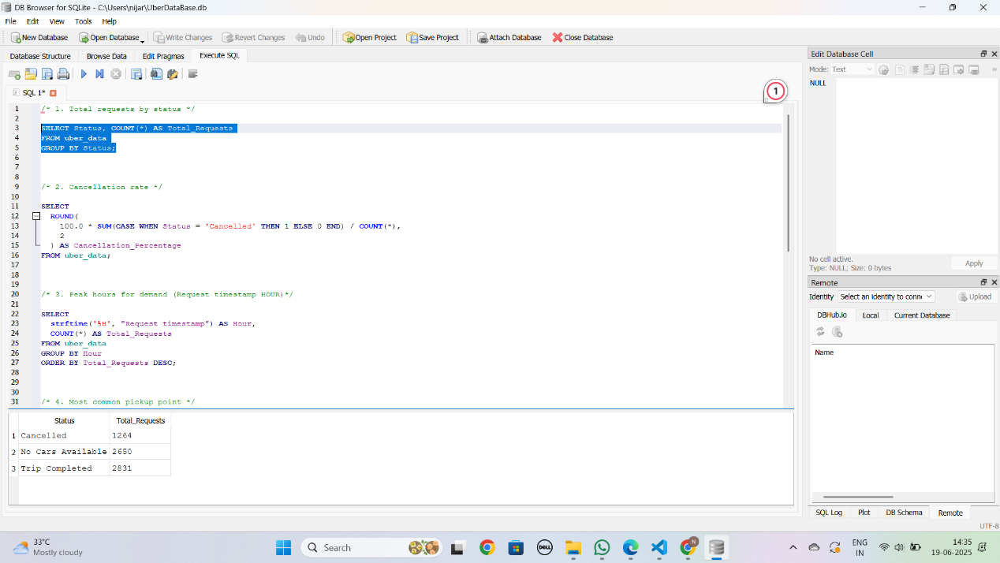 DB Browser for SQLite - C:\Users\nijar\UberDataBase.db
File Edit View Tools Help
New Database Open Database Write Changes Revert Changes Undo Open Project Save Project Attach Database Close Database
Database Structure Browse Data Edit Pragmas Execute SQL
SQL 1*
1
1 /* 1. Total requests by status */
2
3 SELECT Status, COUNT(*) AS Total_Requests
4 FROM uber_data
5 GROUP BY Status;
6
7
8
9 /* 2. Cancellation rate */
10
11 SELECT
12 ROUND(
13 100.0 * SUM(CASE WHEN Status = 'Cancelled' THEN 1 ELSE 0 END) / COUNT(*),
14 2
15 ) AS Cancellation_Percentage
16 FROM uber_data;
17
18
19
20 /* 3. Peak hours for demand (Request timestamp HOUR)*/
21
22 SELECT
23 strftime('%H', "Request timestamp") AS Hour,
24 COUNT(*) AS Total_Requests
25 FROM uber_data
26 GROUP BY Hour
27 ORDER BY Total_Requests DESC;
28
29
30
31 /* 4. Most common pickup point */
Status Total_Requests
1 Cancelled 1264
2 No Cars Available 2650
3 Trip Completed 2831
Edit Database Cell
Mode: Text
NULL
No cell active.
Type: NULL; Size: 0 bytes
Apply
Remote
Identity Select an identity to conne Upload
DBHub.io Local Current Database
Name
SQL Log Plot DB Schema Remote
UTF-8
33°C
Mostly cloudy
Search
DELL
N
ENG
IN
14:35
19-06-2025